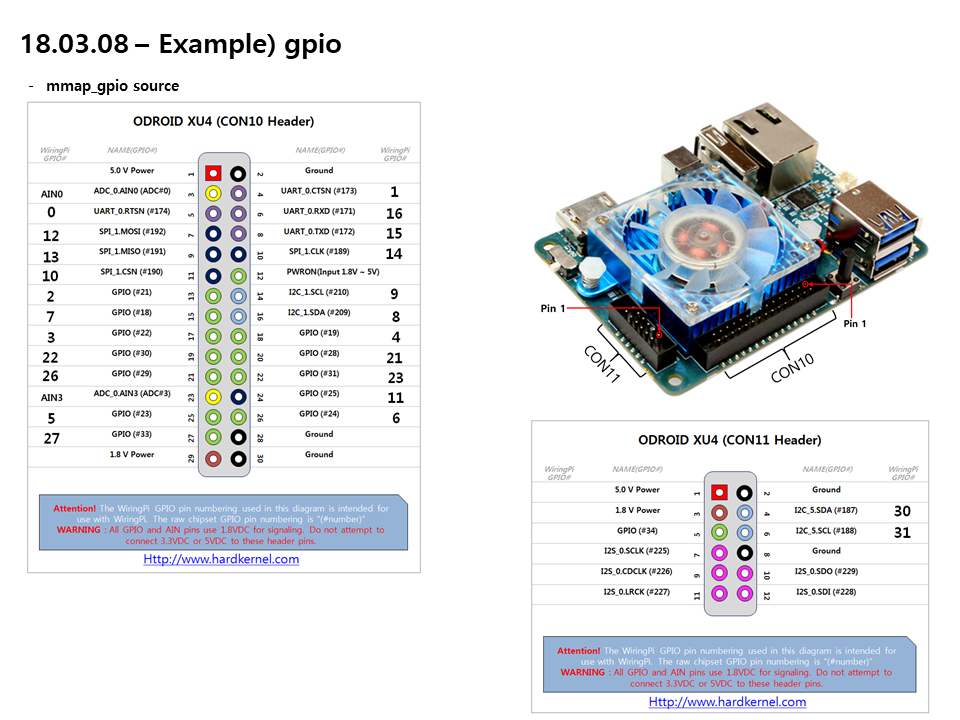 18.03.08 – Example) gpio
- mmap_gpio source
ODROID XU4 (CON10 Header)
WiringPi GPIO# NAME(GPIO#) NAME(GPIO#) WiringPi GPIO#
5.0 V Power 1 2 Ground
AIN0 ADC_0.AIN0 (ADC#0) 3 4 UART_0.CTSN (#173) 1
0 UART_0.RTSN (#174) 5 6 UART_0.RXD (#171) 16
12 SPI_1.MOSI (#192) 7 8 UART_0.TXD (#172) 15
13 SPI_1.MISO (#191) 9 10 SPI_1.CLK (#189) 14
10 SPI_1.CSN (#190) 11 12 PWRON(Input 1.8V ~ 5V)
2 GPIO (#21) 13 14 I2C_1.SCL (#210) 9
7 GPIO (#18) 15 16 I2C_1.SDA (#209) 8
3 GPIO (#22) 17 18 GPIO (#19) 4
22 GPIO (#30) 19 20 GPIO (#28) 21
26 GPIO (#29) 21 22 GPIO (#31) 23
AIN3 ADC_0.AIN3 (ADC#3) 23 24 GPIO (#25) 11
5 GPIO (#23) 25 26 GPIO (#24) 6
27 GPIO (#33) 27 28 Ground
1.8 V Power 29 30 Ground
Attention! The WiringPi GPIO pin numbering used in this diagram is intended for
use with WiringPi. The raw chipset GPIO pin numbering is "(#number)"
WARNING : All GPIO and AIN pins use 1.8VDC for signaling. Do not attempt to
connect 3.3VDC or 5VDC to these header pins.
Http://www.hardkernel.com
Pin 1
Pin 1
CON11
CON10
ODROID XU4 (CON11 Header)
WiringPi GPIO# NAME(GPIO#) NAME(GPIO#) WiringPi GPIO#
5.0 V Power 1 2 Ground
1.8 V Power 3 4 I2C_5.SDA (#187) 30
GPIO (#34) 5 6 I2C_5.SCL (#188) 31
I2S_0.SCLK (#225) 7 8 Ground
I2S_0.CDCLK (#226) 9 10 I2S_0.SDO (#229)
I2S_0.LRCK (#227) 11 12 I2S_0.SDI (#228)
Attention! The WiringPi GPIO pin numbering used in this diagram is intended for
use with WiringPi. The raw chipset GPIO pin numbering is "(#number)"
WARNING : All GPIO and AIN pins use 1.8VDC for signaling. Do not attempt to
connect 3.3VDC or 5VDC to these header pins.
Http://www.hardkernel.com